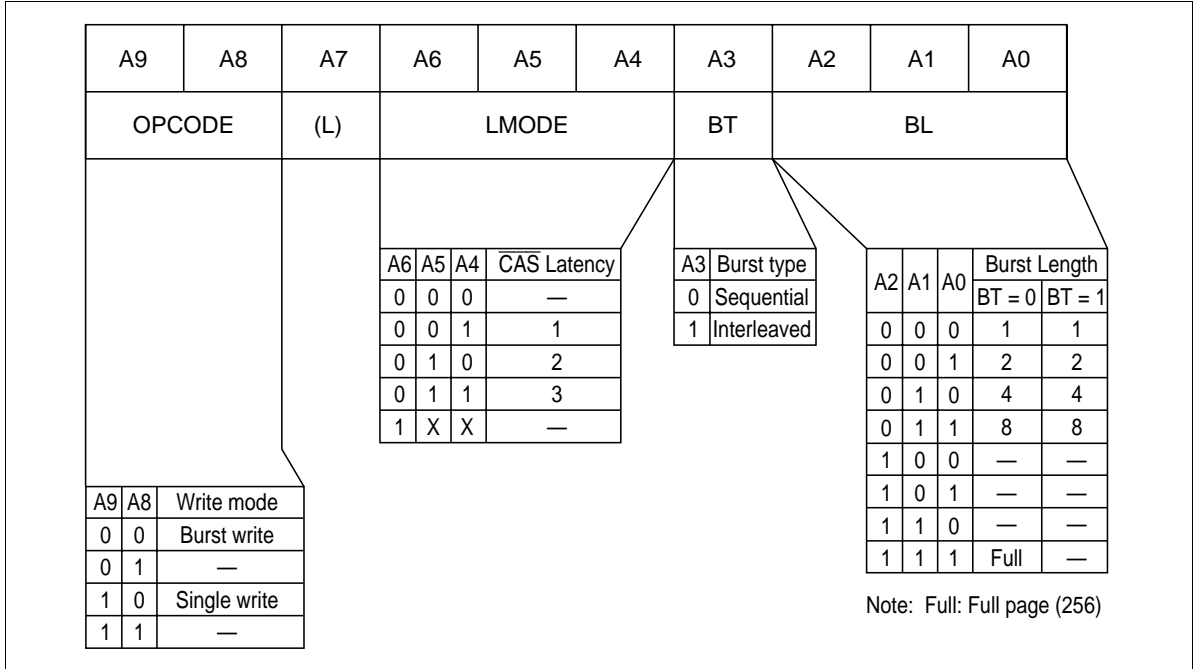 A9 A8 A7 A6 A5 A4 A3 A2 A1 A0
OPCODE (L) LMODE BT BL
A6 A5 A4 CAS Latency
0 0 0 —
0 0 1 1
0 1 0 2
0 1 1 3
1 X X —
A3 Burst type
0 Sequential
1 Interleaved
A2 A1 A0 Burst Length
BT = 0 BT = 1
0 0 0 1 1
0 0 1 2 2
0 1 0 4 4
0 1 1 8 8
1 0 0 — —
1 0 1 — —
1 1 0 — —
1 1 1 Full —
Note: Full: Full page (256)
A9 A8 Write mode
0 0 Burst write
0 1 —
1 0 Single write
1 1 —